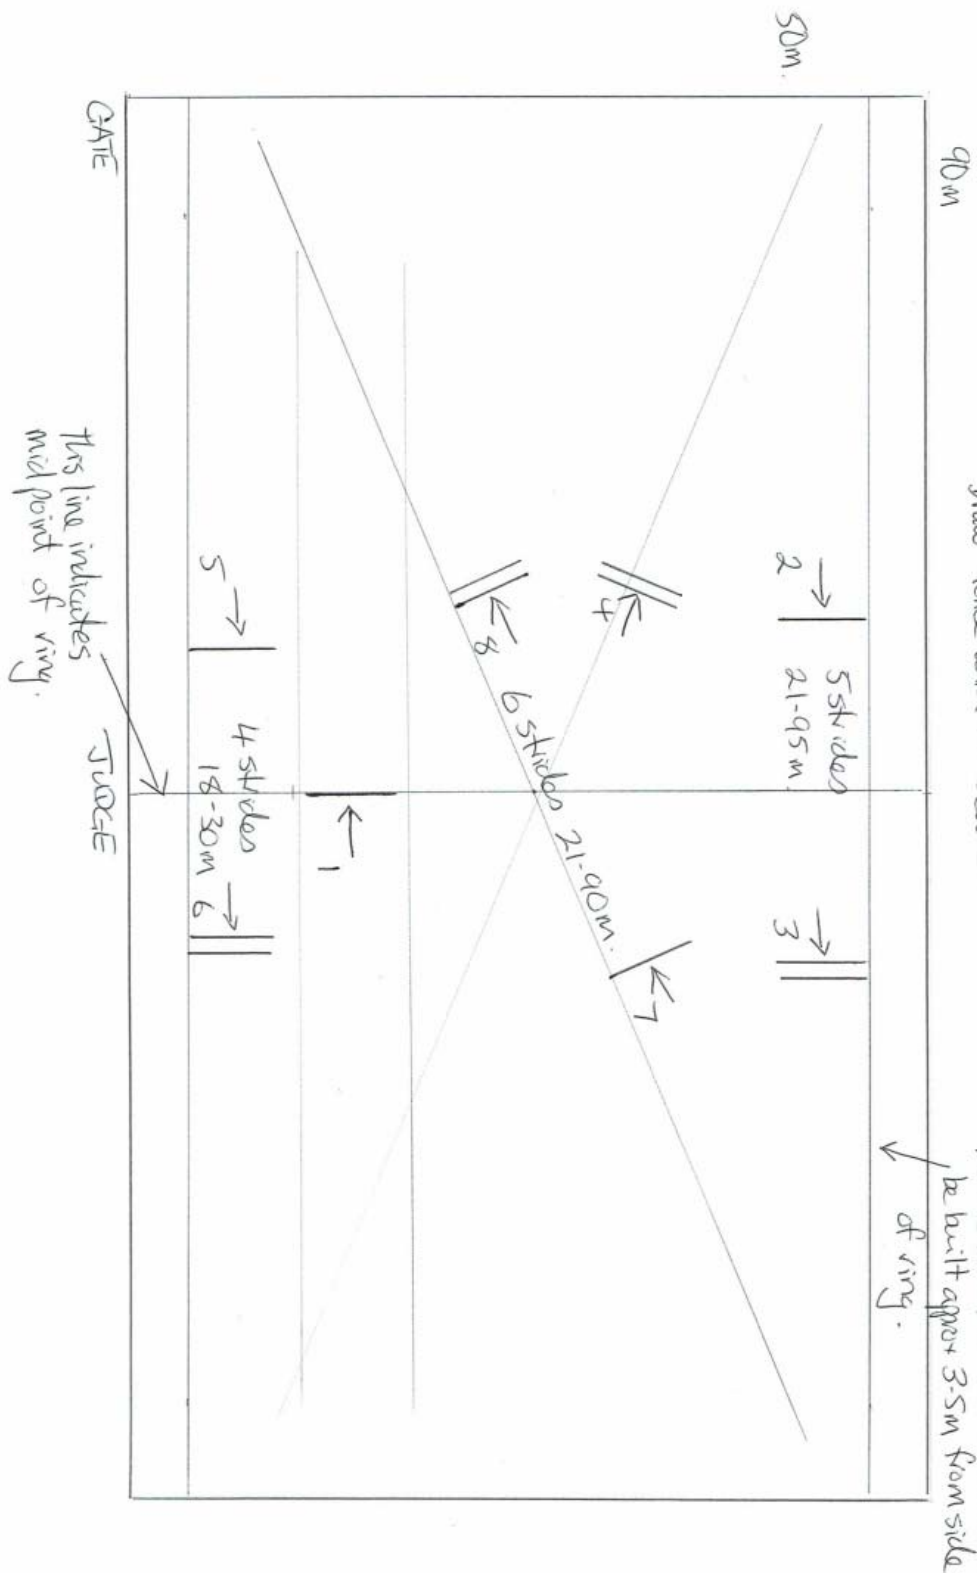 90m
be built approx 3-5m from side
of ring.
50m.
2
5 strides
21-95m.
3
4
8
6 strides 21-90m.
7
1
5
4 strides
18-30m
6
GATE
JUDGE
This line indicates
midpoint of ring.